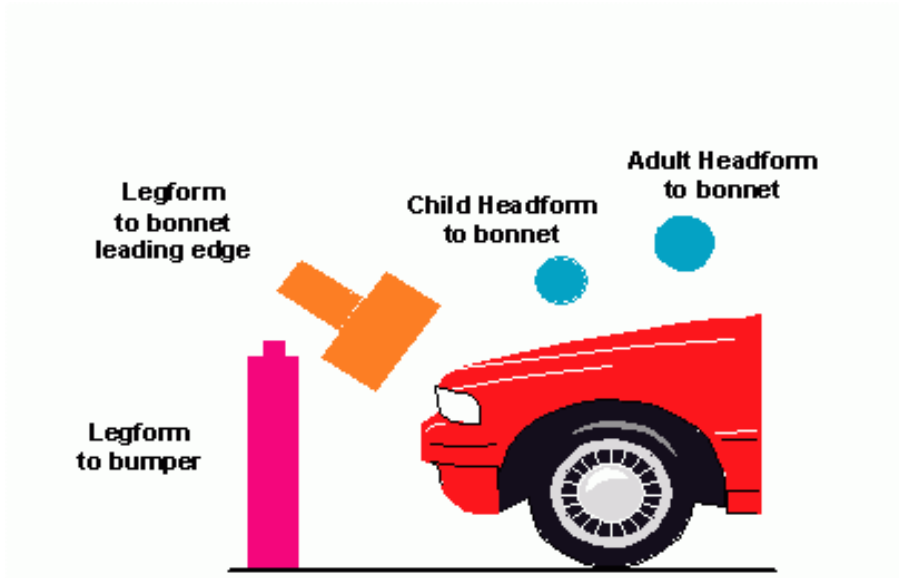 Adult Headform
to bonnet
Child Headform
to bonnet
Legform
to bonnet
leading edge
Legform
to bumper